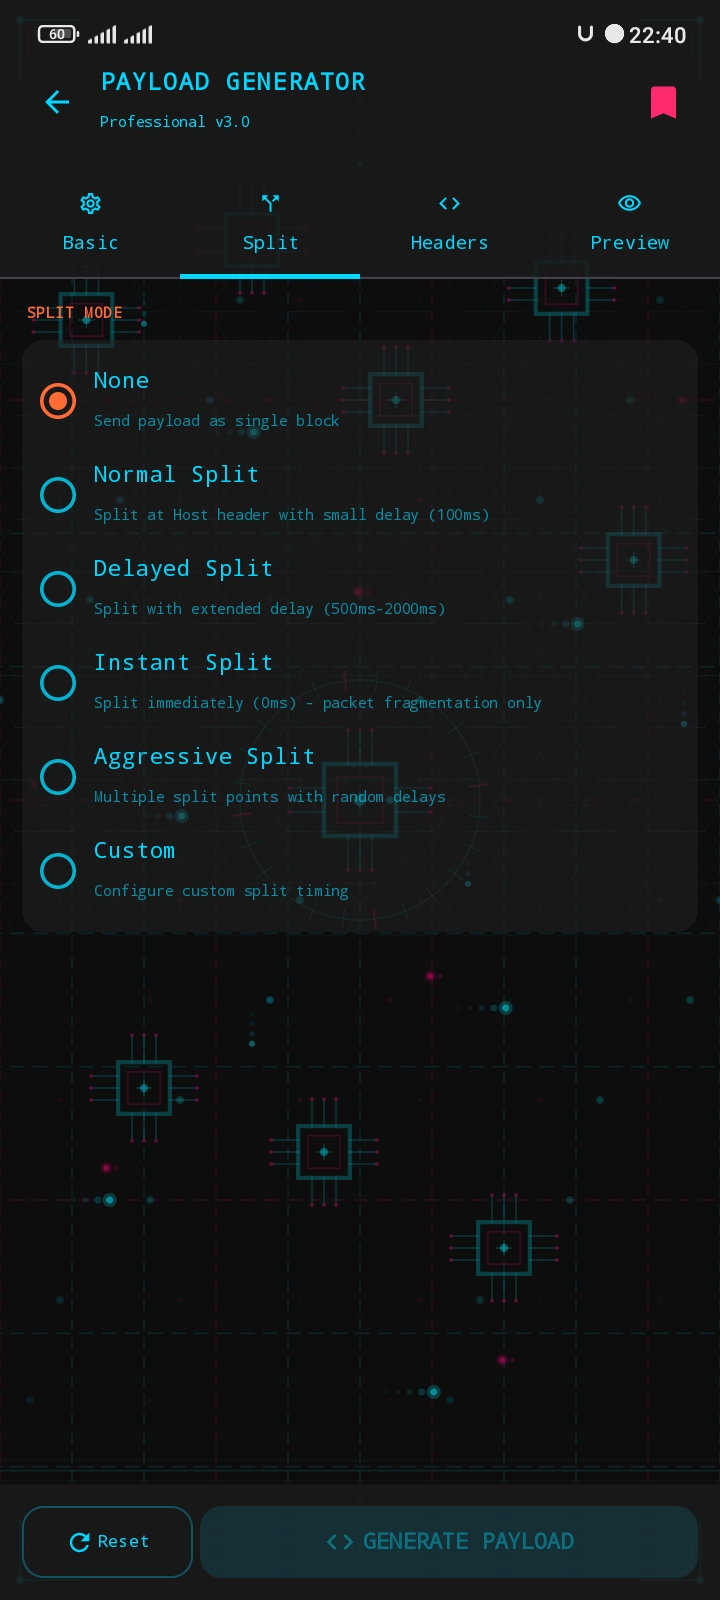 60
22:40
PAYLOAD GENERATOR
Professional v3.0
Basic
Split
Headers
Preview
SPLIT MODE
None
Send payload as single block
Normal Split
Split at Host header with small delay (100ms)
Delayed Split
Split with extended delay (500ms-2000ms)
Instant Split
Split immediately (0ms) - packet fragmentation only
Aggressive Split
Multiple split points with random delays
Custom
Configure custom split timing
Reset
GENERATE PAYLOAD